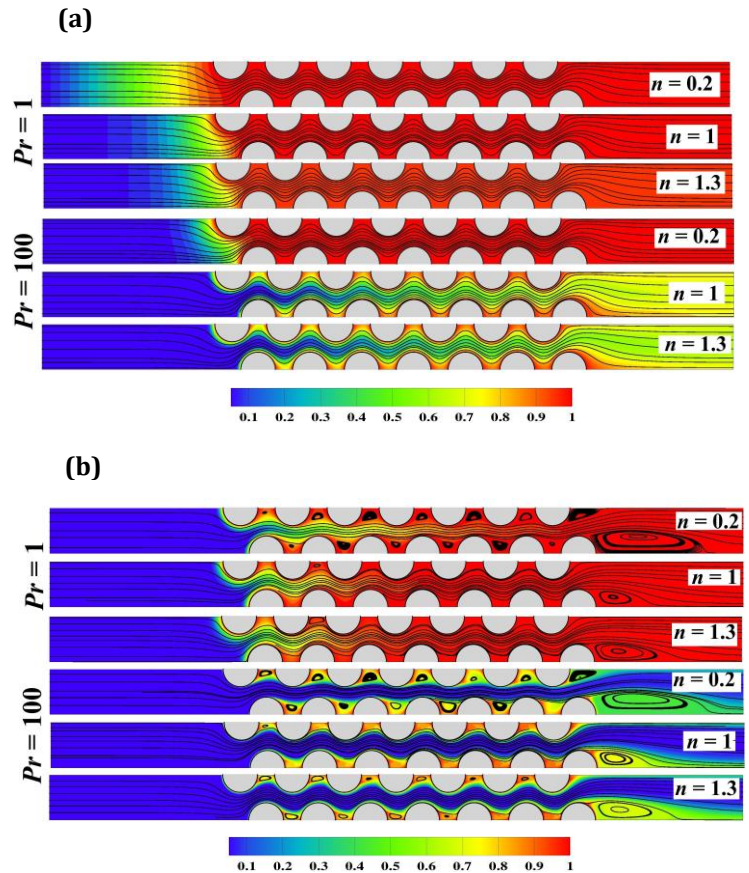 (a)
Pr = 1
n = 0.2
n = 1
n = 1.3
Pr = 100
n = 0.2
n = 1
n = 1.3
0.1 0.2 0.3 0.4 0.5 0.6 0.7 0.8 0.9 1
(b)
Pr = 1
n = 0.2
n = 1
n = 1.3
Pr = 100
n = 0.2
n = 1
n = 1.3
0.1 0.2 0.3 0.4 0.5 0.6 0.7 0.8 0.9 1